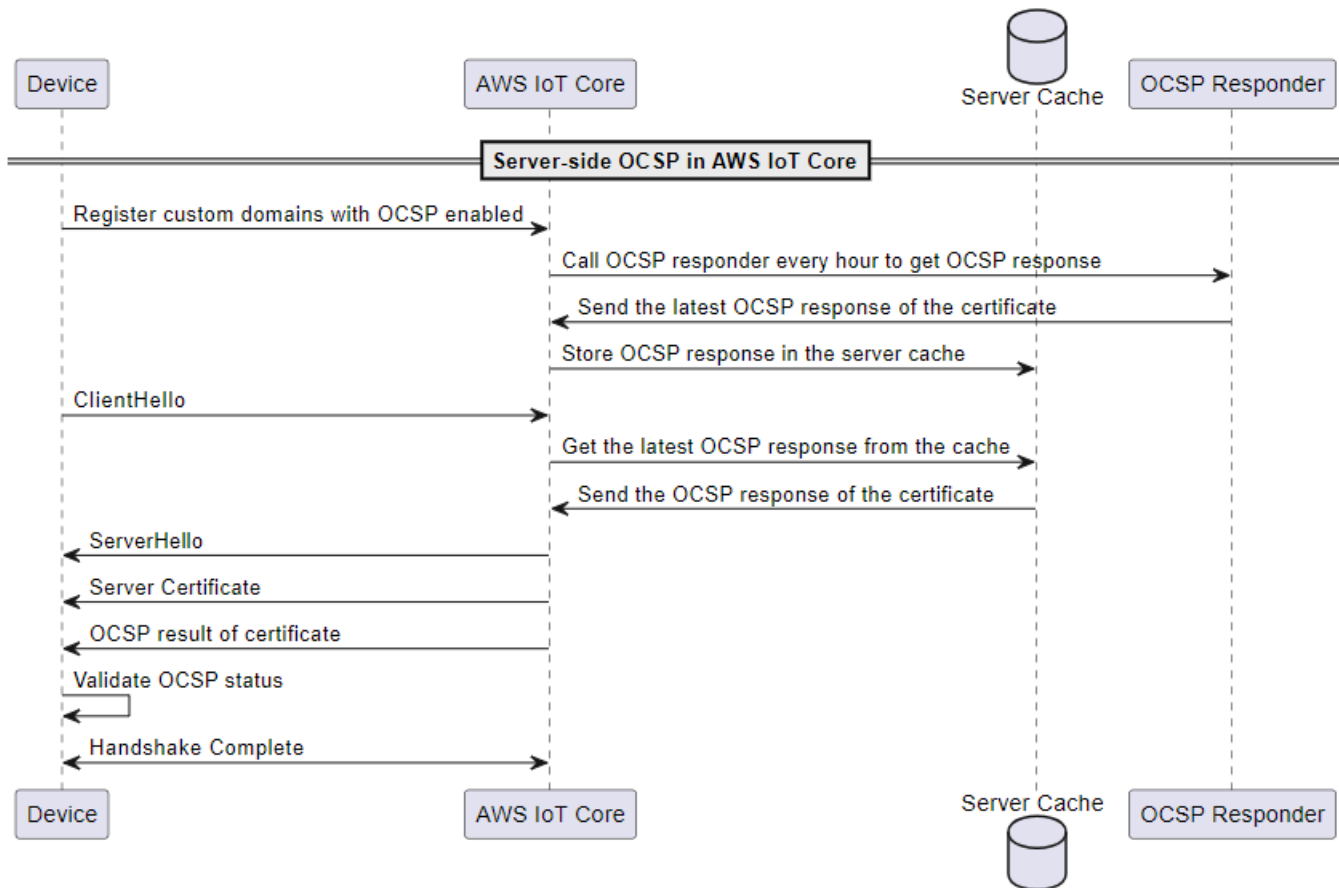 Device
AWS IoT Core
Server Cache
OCSP Responder
Server-side OCSP in AWS IoT Core
Register custom domains with OCSP enabled
Call OCSP responder every hour to get OCSP response
Send the latest OCSP response of the certificate
Store OCSP response in the server cache
ClientHello
Get the latest OCSP response from the cache
Send the OCSP response of the certificate
ServerHello
Server Certificate
OCSP result of certificate
Validate OCSP status
Handshake Complete
Device
AWS IoT Core
Server Cache
OCSP Responder